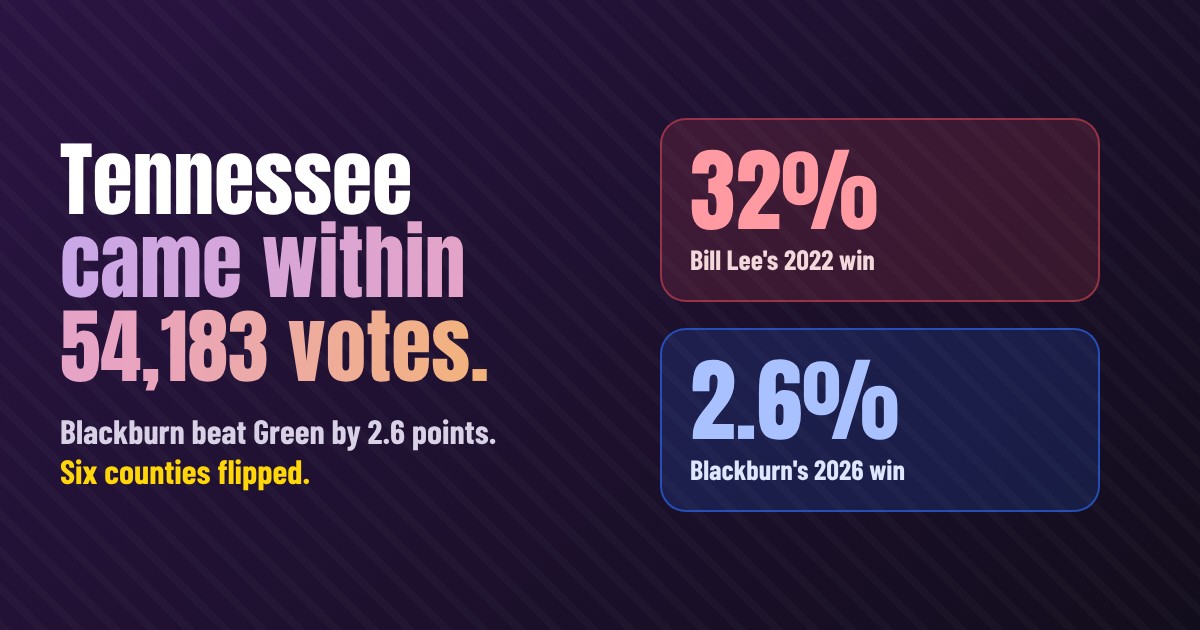 Tennessee
came within
54,183 votes.
Blackburn beat Green by 2.6 points.
Six counties flipped.
32%
Bill Lee's 2022 win
2.6%
Blackburn's 2026 win